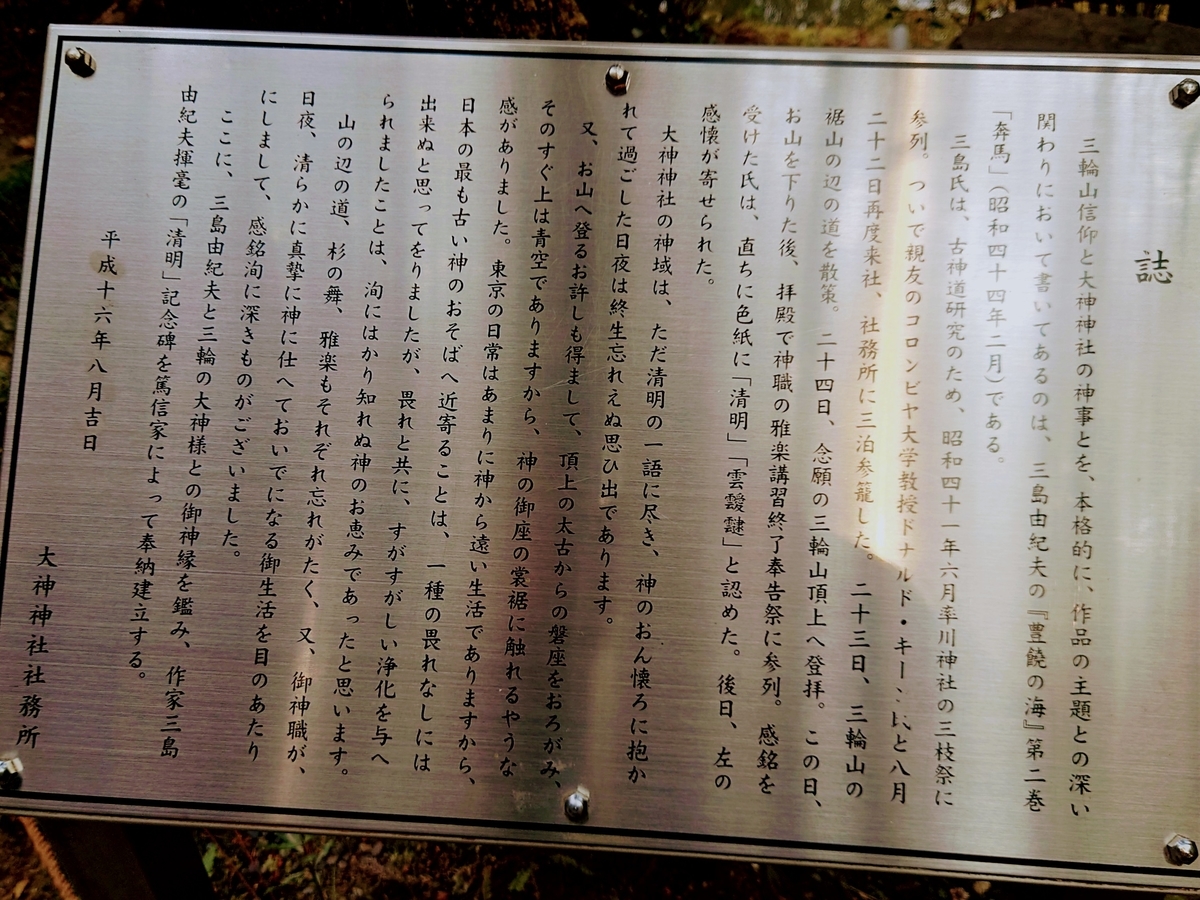 誌
三輪山信仰と大神神社の神事とを、本格的に、作品の主題との深い
関わりにおいて書いてあるのは、三島由紀夫の『豊饒の海』第二巻
「奔馬」(昭和四十四年二月)である。
三島氏は、古神道研究のため、昭和四十一年六月率川神社の三枝祭に
参列。ついで親友のコロンビヤ大学教授ドナルド・キーン氏と八月
二十二日再度来社、社務所に三泊参籠した。二十三日、三輪山の
裾山の辺の道を散策。二十四日、念願の三輪山頂上へ登拝。この日、
お山を下りた後、拝殿で神職の雅楽講習終了奉告祭に参列。感銘を
受けた氏は、直ちに色紙に「清明」「雲靉靆」と認めた。後日、左の
感懐が寄せられた。
大神神社の神域は、ただ清明の一語に尽き、神のおん懐ろに抱か
れて過ごした日夜は終生忘れえぬ思ひ出であります。
又、お山へ登るお許しも得まして、頂上の太古からの磐座をおろがみ、
そのすぐ上は青空でありますから、神の御座の裳裾に触れるやうな
感がありました。東京の日常はあまりに神から遠い生活でありますから、
日本の最も古い神のおそばへ近寄ることは、一種の畏れなしには
出来ぬと思ってをりましたが、畏れと共に、すがすがしい浄化を与へ
られましたことは、洵にはかり知れぬ神のお恵みであったと思います。
山の辺の道、杉の舞、雅楽もそれぞれ忘れがたく、又、御神職が、
日夜、清らかに真摯に神に仕へておいでになる御生活を目のあたり
にしまして、感銘洵に深きものがございました。
ここに、三島由紀夫と三輪の大神様との御神縁を鑑み、作家三島
由紀夫揮毫の「清明」記念碑を篤信家によって奉納建立する。
平成十六年八月吉日
大神神社社務所